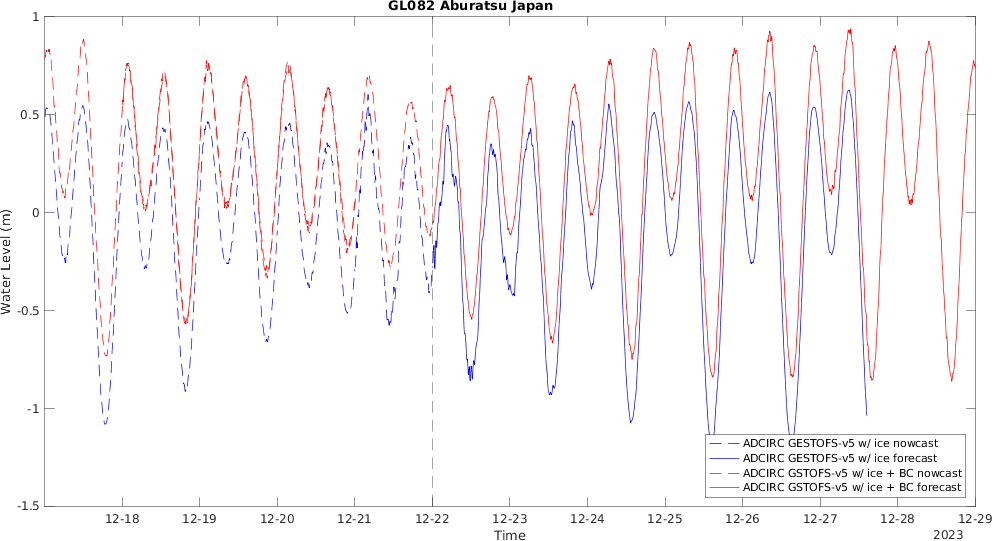 GL082 Aburatsu Japan
1
0.5
0
-0.5
-1
-1.5
Water Level (m)
12-18 12-19 12-20 12-21 12-22 12-23 12-24 12-25 12-26 12-27 12-28 12-29
Time
2023
ADCIRC GESTOFS-v5 w/ ice nowcast
ADCIRC GESTOFS-v5 w/ ice forecast
ADCIRC GSTOFS-v5 w/ ice + BC nowcast
ADCIRC GSTOFS-v5 w/ ice + BC forecast